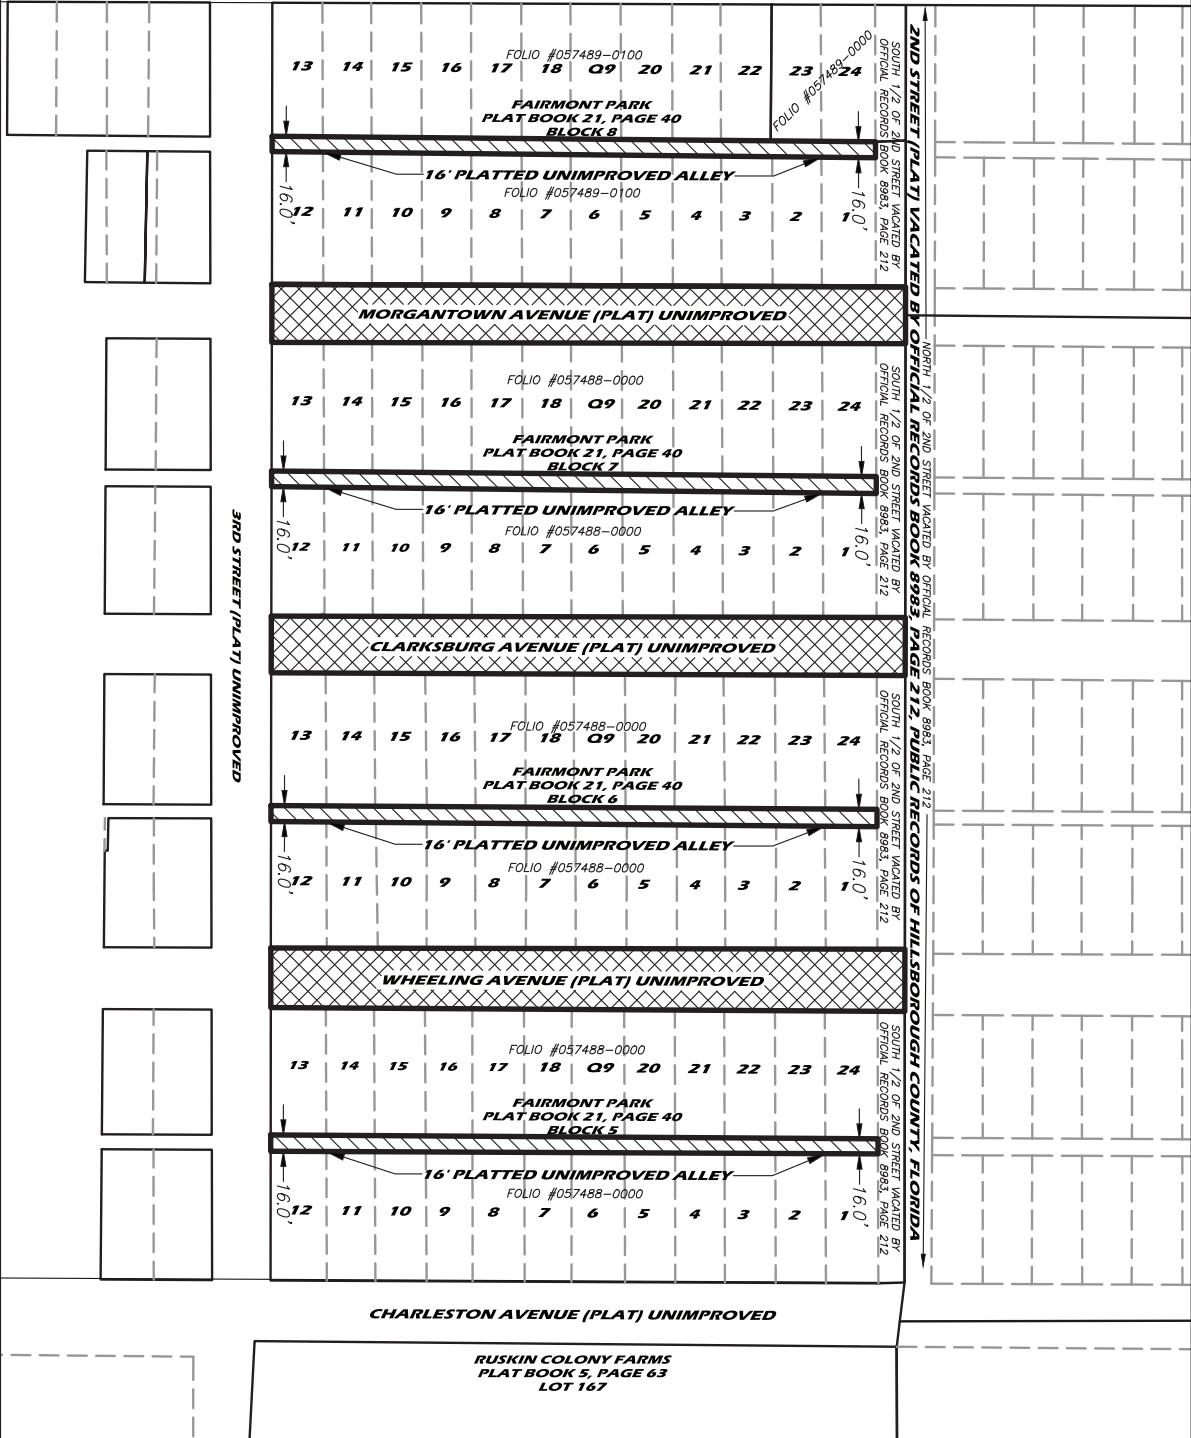 FOLIO #057489-0100
FOLIO #057489-0000
13 14 15 16 17 18 Q9 20 21 22 23 24
FAIRMONT PARK
PLAT BOOK 21, PAGE 40
BLOCK 8
16' PLATTED UNIMPROVED ALLEY
FOLIO #057489-0100
16.0'
16.0'
12 11 10 9 8 7 6 5 4 3 2 1
SOUTH 1/2 OF 2ND STREET VACATED BY
OFFICIAL RECORDS BOOK 8983, PAGE 212
MORGANTOWN AVENUE (PLAT) UNIMPROVED
FOLIO #057488-0000
13 14 15 16 17 18 Q9 20 21 22 23 24
FAIRMONT PARK
PLAT BOOK 21, PAGE 40
BLOCK 7
16' PLATTED UNIMPROVED ALLEY
FOLIO #057488-0000
16.0'
16.0'
12 11 10 9 8 7 6 5 4 3 2 1
SOUTH 1/2 OF 2ND STREET VACATED BY
OFFICIAL RECORDS BOOK 8983, PAGE 212
CLARKSBURG AVENUE (PLAT) UNIMPROVED
3RD STREET (PLAT) UNIMPROVED
2ND STREET (PLAT) VACATED BY OFFICIAL RECORDS BOOK 8983, PAGE 212, PUBLIC RECORDS OF HILLSBOROUGH COUNTY, FLORIDA
NORTH 1/2 OF 2ND STREET VACATED BY OFFICIAL RECORDS BOOK 8983, PAGE 212
FOLIO #057488-0000
13 14 15 16 17 18 Q9 20 21 22 23 24
FAIRMONT PARK
PLAT BOOK 21, PAGE 40
BLOCK 6
16' PLATTED UNIMPROVED ALLEY
FOLIO #057488-0000
16.0'
16.0'
12 11 10 9 8 7 6 5 4 3 2 1
SOUTH 1/2 OF 2ND STREET VACATED BY
OFFICIAL RECORDS BOOK 8983, PAGE 212
WHEELING AVENUE (PLAT) UNIMPROVED
FOLIO #057488-0000
13 14 15 16 17 18 Q9 20 21 22 23 24
FAIRMONT PARK
PLAT BOOK 21, PAGE 40
BLOCK 5
16' PLATTED UNIMPROVED ALLEY
FOLIO #057488-0000
16.0'
16.0'
12 11 10 9 8 7 6 5 4 3 2 1
SOUTH 1/2 OF 2ND STREET VACATED BY
OFFICIAL RECORDS BOOK 8983, PAGE 212
CHARLESTON AVENUE (PLAT) UNIMPROVED
RUSKIN COLONY FARMS
PLAT BOOK 5, PAGE 63
LOT 167